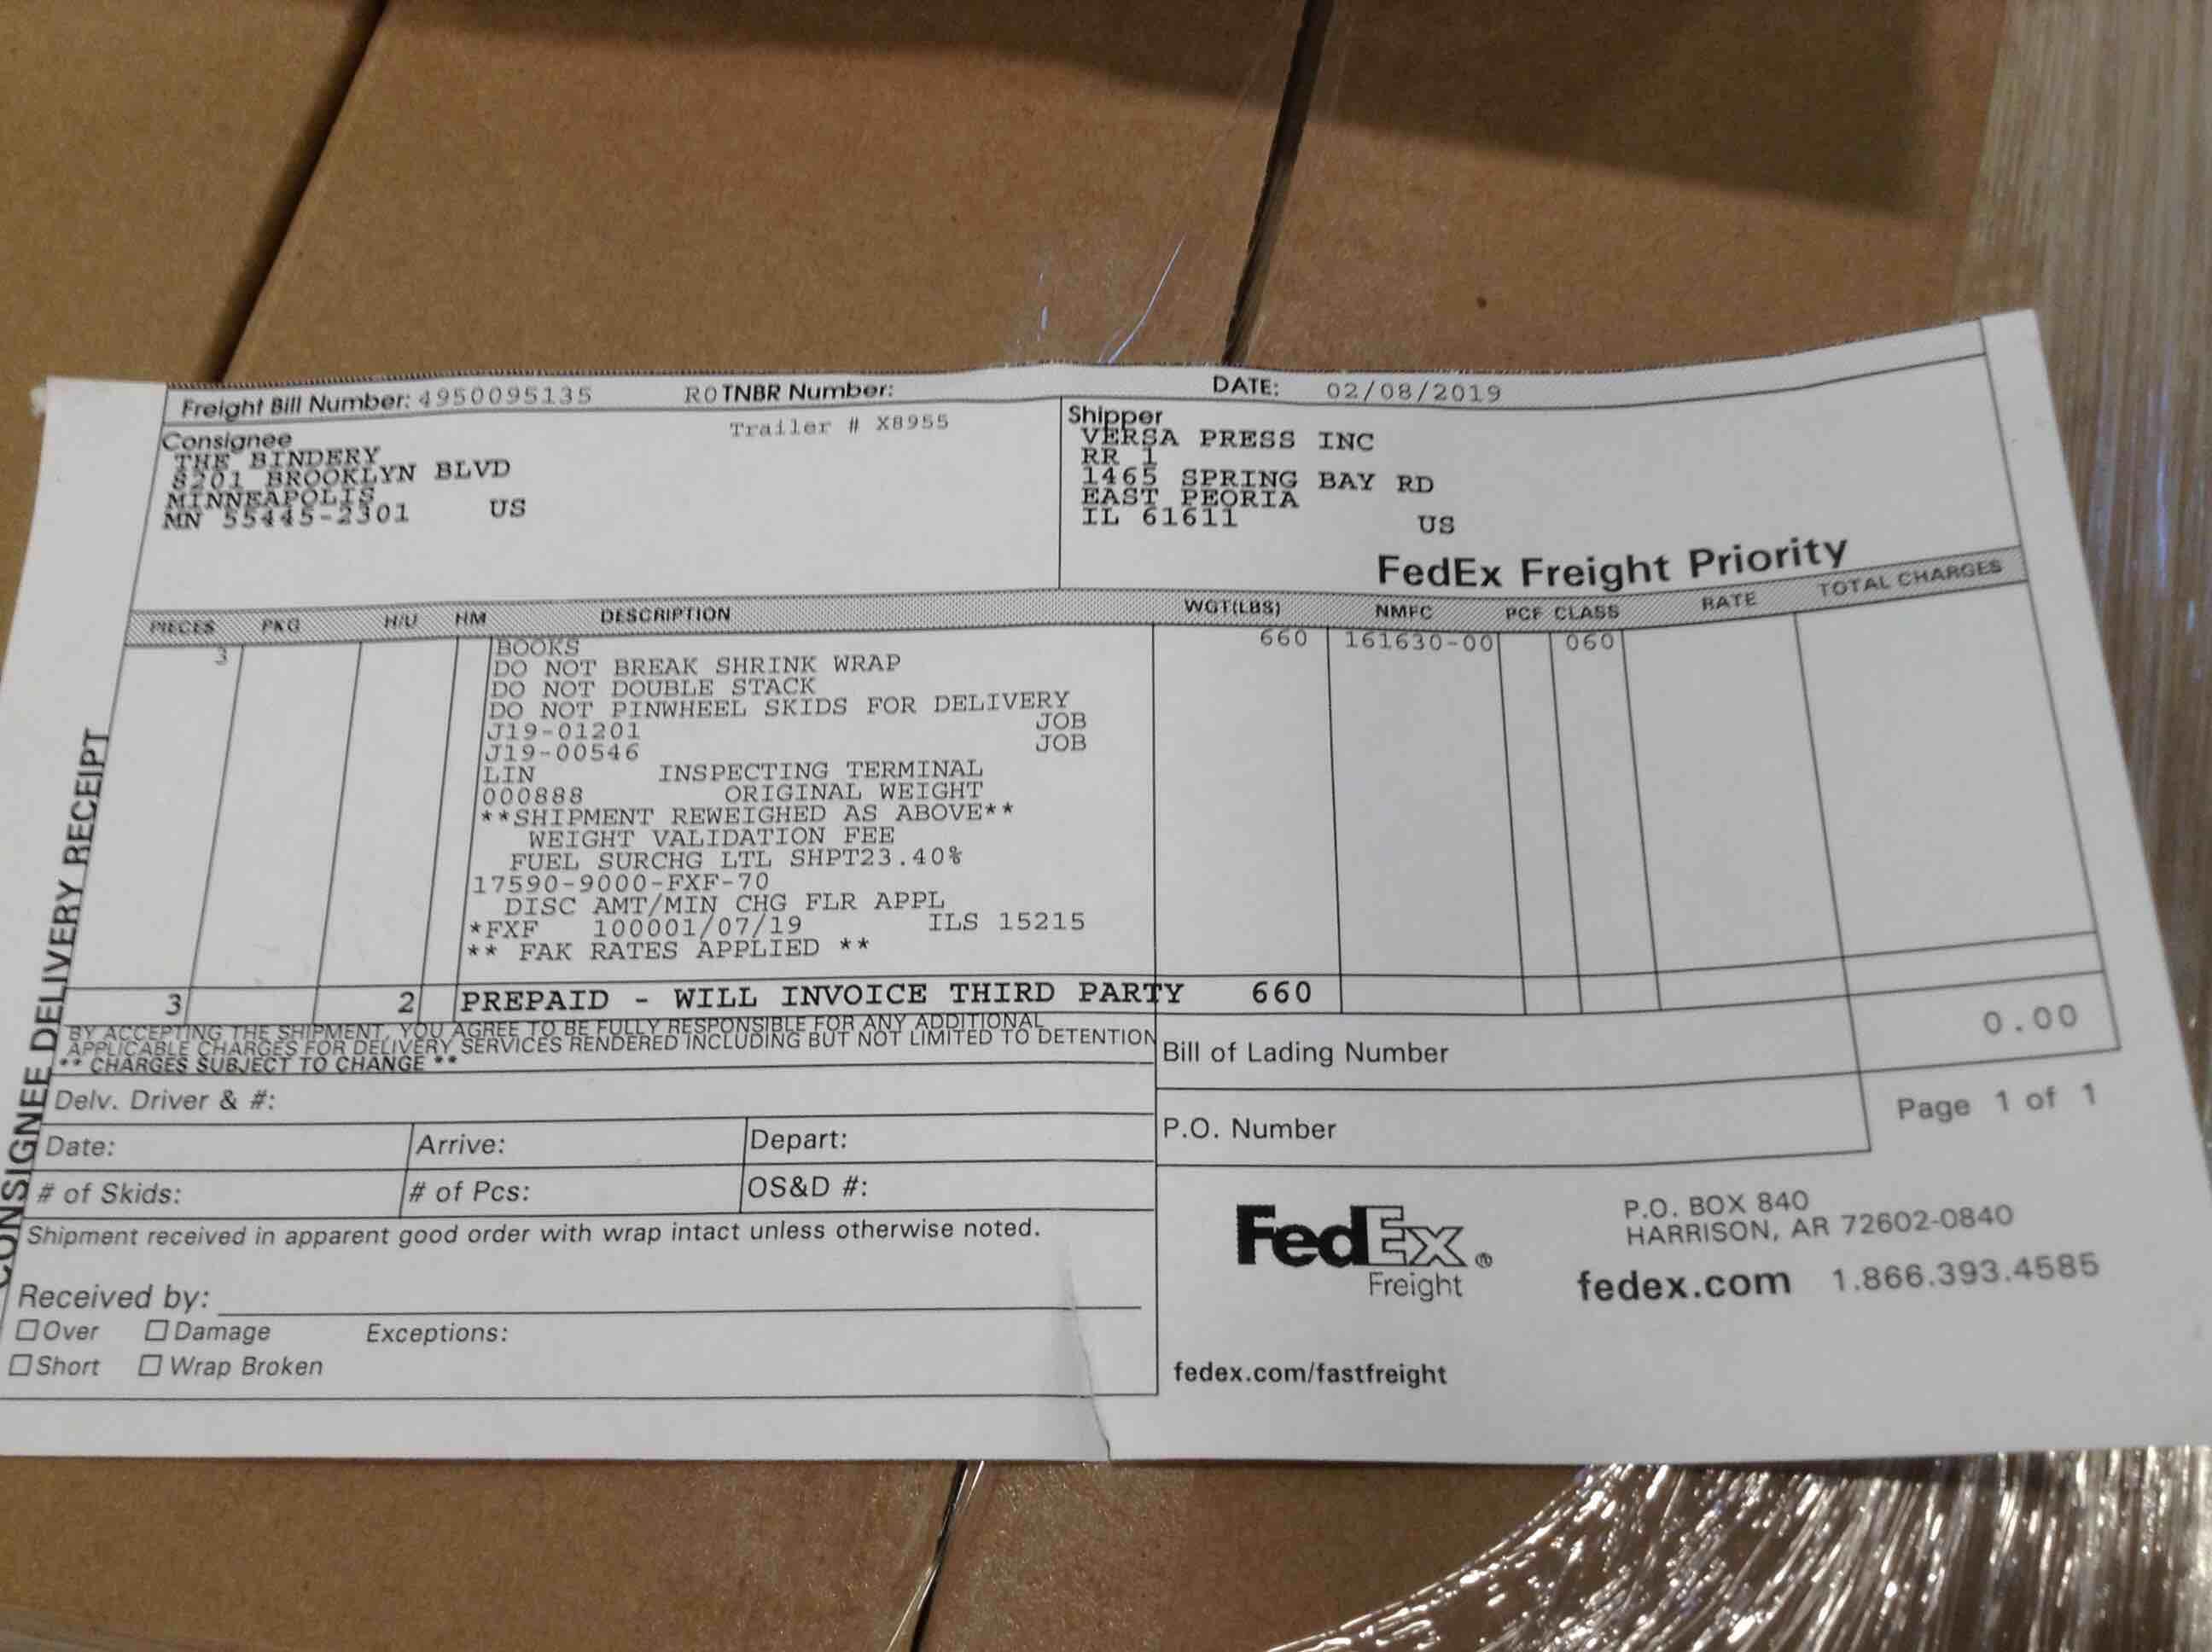 Freight Bill Number: 4950095135 ROTNBR Number: DATE: 02/08/2019
Trailer # X8955
Consignee
THE BINDERY
8201 BROOKLYN BLVD
MINNEAPOLIS
MN 55445-2301 US
Shipper
VERSA PRESS INC
RR 1
1465 SPRING BAY RD
EAST PEORIA
IL 61611 US
FedEx Freight Priority
PIECES PKG H/U HM DESCRIPTION WGT(LBS) NMFC PCF CLASS RATE TOTAL CHARGES
3 BOOKS 660 161630-00 060
DO NOT BREAK SHRINK WRAP
DO NOT DOUBLE STACK
DO NOT PINWHEEL SKIDS FOR DELIVERY
J19-01201 JOB
J19-00546 JOB
LIN INSPECTING TERMINAL
000888 ORIGINAL WEIGHT
**SHIPMENT REWEIGHED AS ABOVE**
WEIGHT VALIDATION FEE
FUEL SURCHG LTL SHPT23.40%
17590-9000-FXF-70
DISC AMT/MIN CHG FLR APPL
*FXF 100001/07/19 ILS 15215
** FAK RATES APPLIED **
3 2 PREPAID - WILL INVOICE THIRD PARTY 660
0.00
BY ACCEPTING THE SHIPMENT, YOU AGREE TO BE FULLY RESPONSIBLE FOR ANY ADDITIONAL
APPLICABLE CHARGES FOR DELIVERY SERVICES RENDERED INCLUDING BUT NOT LIMITED TO DETENTION
** CHARGES SUBJECT TO CHANGE **
Bill of Lading Number
Delv. Driver & #:
P.O. Number
Page 1 of 1
Date: Arrive: Depart:
# of Skids: # of Pcs: OS&D #:
Shipment received in apparent good order with wrap intact unless otherwise noted.
Received by:
Over Damage Exceptions:
Short Wrap Broken
FedEx®
Freight
P.O. BOX 840
HARRISON, AR 72602-0840
fedex.com 1.866.393.4585
fedex.com/fastfreight
CONSIGNEE DELIVERY RECEIPT